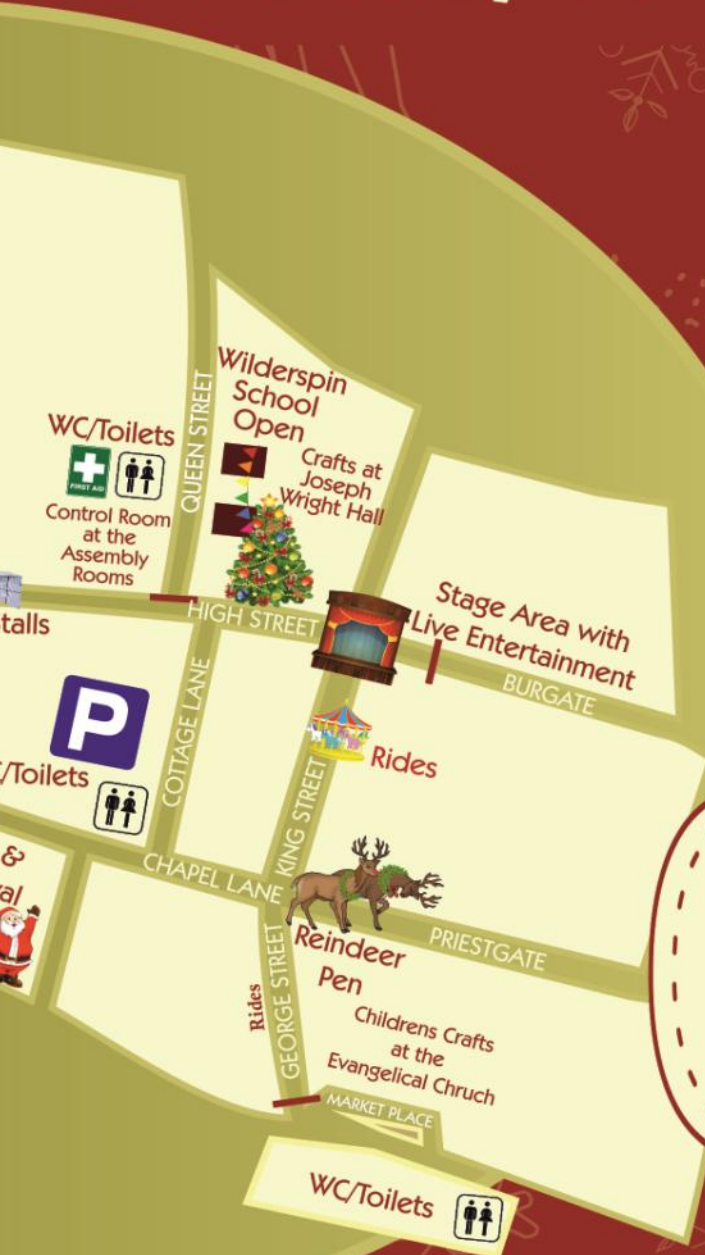 Wilderspin
School
Open
QUEEN STREET
WC/Toilets
FIRST AID
Crafts at
Joseph
Wright Hall
Control Room
at the
Assembly
Rooms
Stage Area with
Live Entertainment
talls
HIGH STREET
BURGATE
P
COTTAGE LANE
Rides
/Toilets
KING STREET
&
val
CHAPEL LANE
Reindeer
Pen
PRIESTGATE
GEORGE STREET
Rides
Childrens Crafts
at the
Evangelical Chruch
MARKET PLACE
WC/Toilets